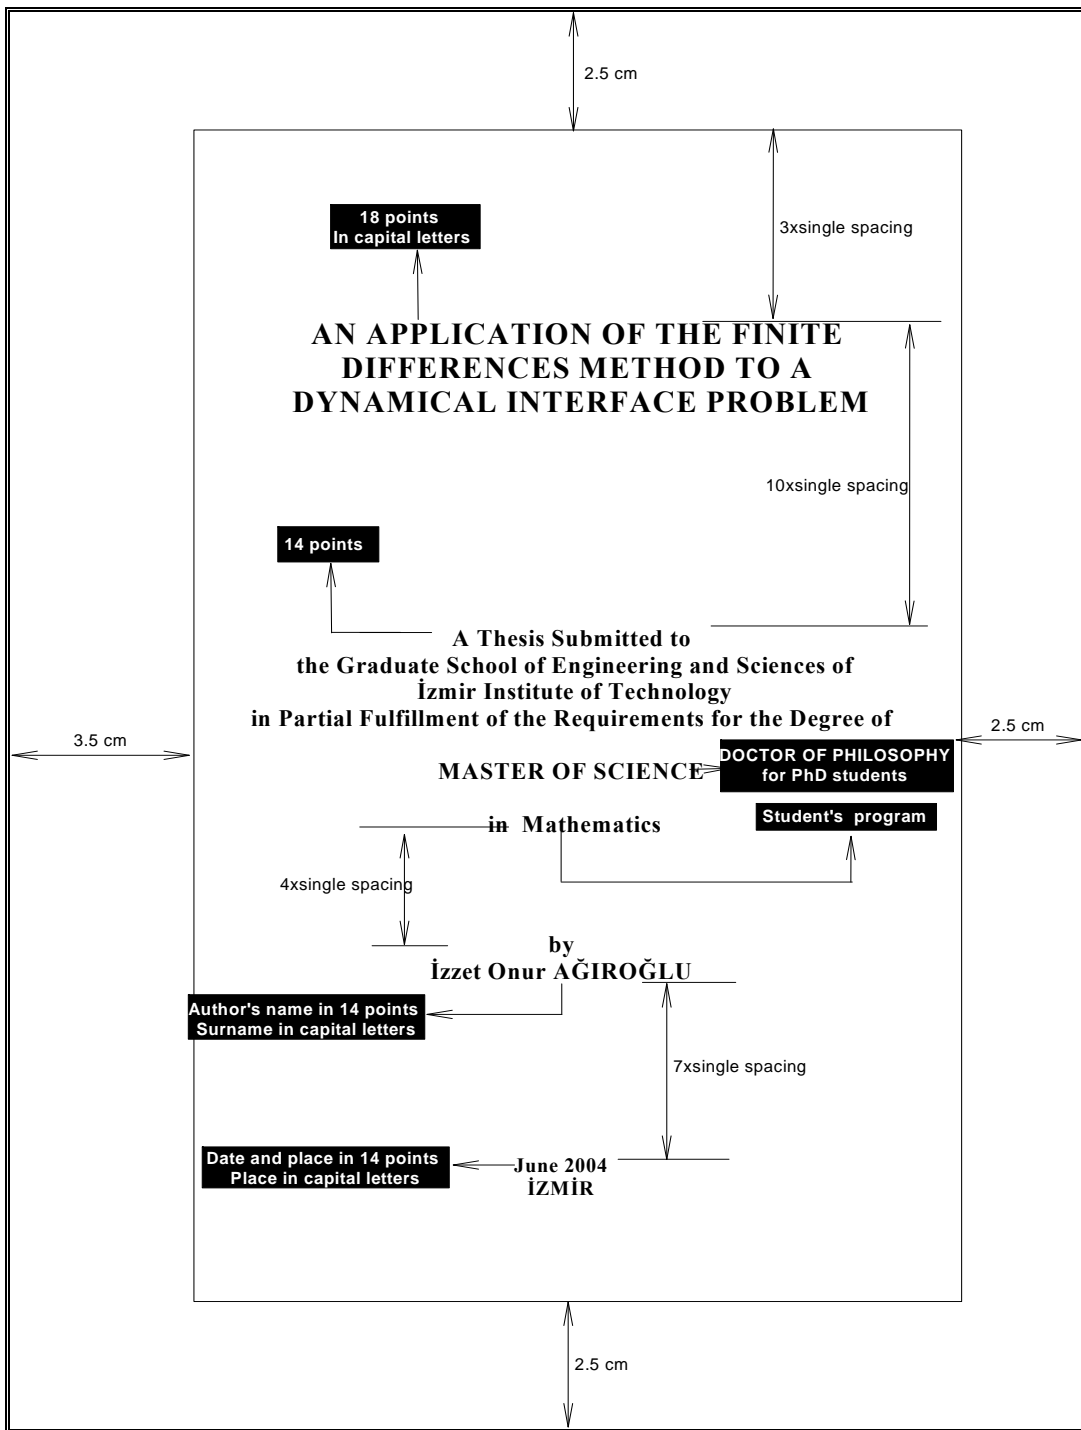 2.5 cm
18 points
In capital letters
3xsingle spacing
AN APPLICATION OF THE FINITE
DIFFERENCES METHOD TO A
DYNAMICAL INTERFACE PROBLEM
10xsingle spacing
14 points
A Thesis Submitted to
the Graduate School of Engineering and Sciences of
İzmir Institute of Technology
in Partial Fulfillment of the Requirements for the Degree of
3.5 cm
2.5 cm
MASTER OF SCIENCE
DOCTOR OF PHILOSOPHY
for PhD students
Student's program
in Mathematics
4xsingle spacing
by
İzzet Onur AĞIROĞLU
Author's name in 14 points
Surname in capital letters
7xsingle spacing
Date and place in 14 points
Place in capital letters
June 2004
İZMİR
2.5 cm